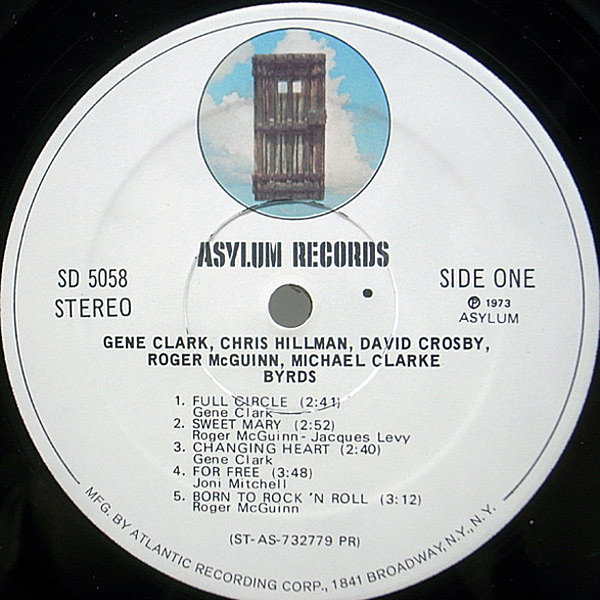 ASYLUM RECORDS
SD 5058
STEREO
SIDE ONE
℗ 1973
ASYLUM
GENE CLARK, CHRIS HILLMAN, DAVID CROSBY,
ROGER McGUINN, MICHAEL CLARKE
BYRDS
1. FULL CIRCLE (2:41)
Gene Clark
2. SWEET MARY (2:52)
Roger McGuinn - Jacques Levy
3. CHANGING HEART (2:40)
Gene Clark
4. FOR FREE (3:48)
Joni Mitchell
5. BORN TO ROCK 'N ROLL (3:12)
Roger McGuinn
(ST-AS-732779 PR)
MFG. BY ATLANTIC RECORDING CORP., 1841 BROADWAY, N.Y., N.Y.